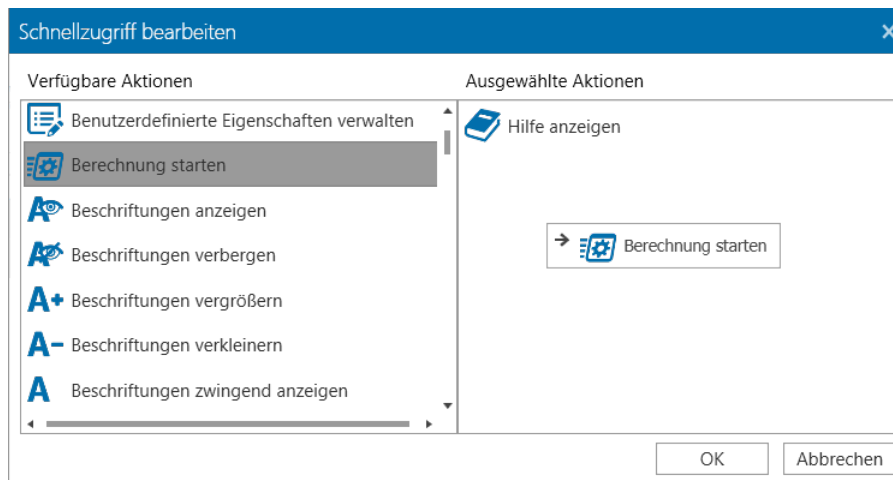 Schnellzugriff bearbeiten
Verfügbare Aktionen
Benutzerdefinierte Eigenschaften verwalten
Berechnung starten
Beschriftungen anzeigen
Beschriftungen verbergen
Beschriftungen vergrößern
Beschriftungen verkleinern
Beschriftungen zwingend anzeigen
Ausgewählte Aktionen
Hilfe anzeigen
Berechnung starten
OK
Abbrechen